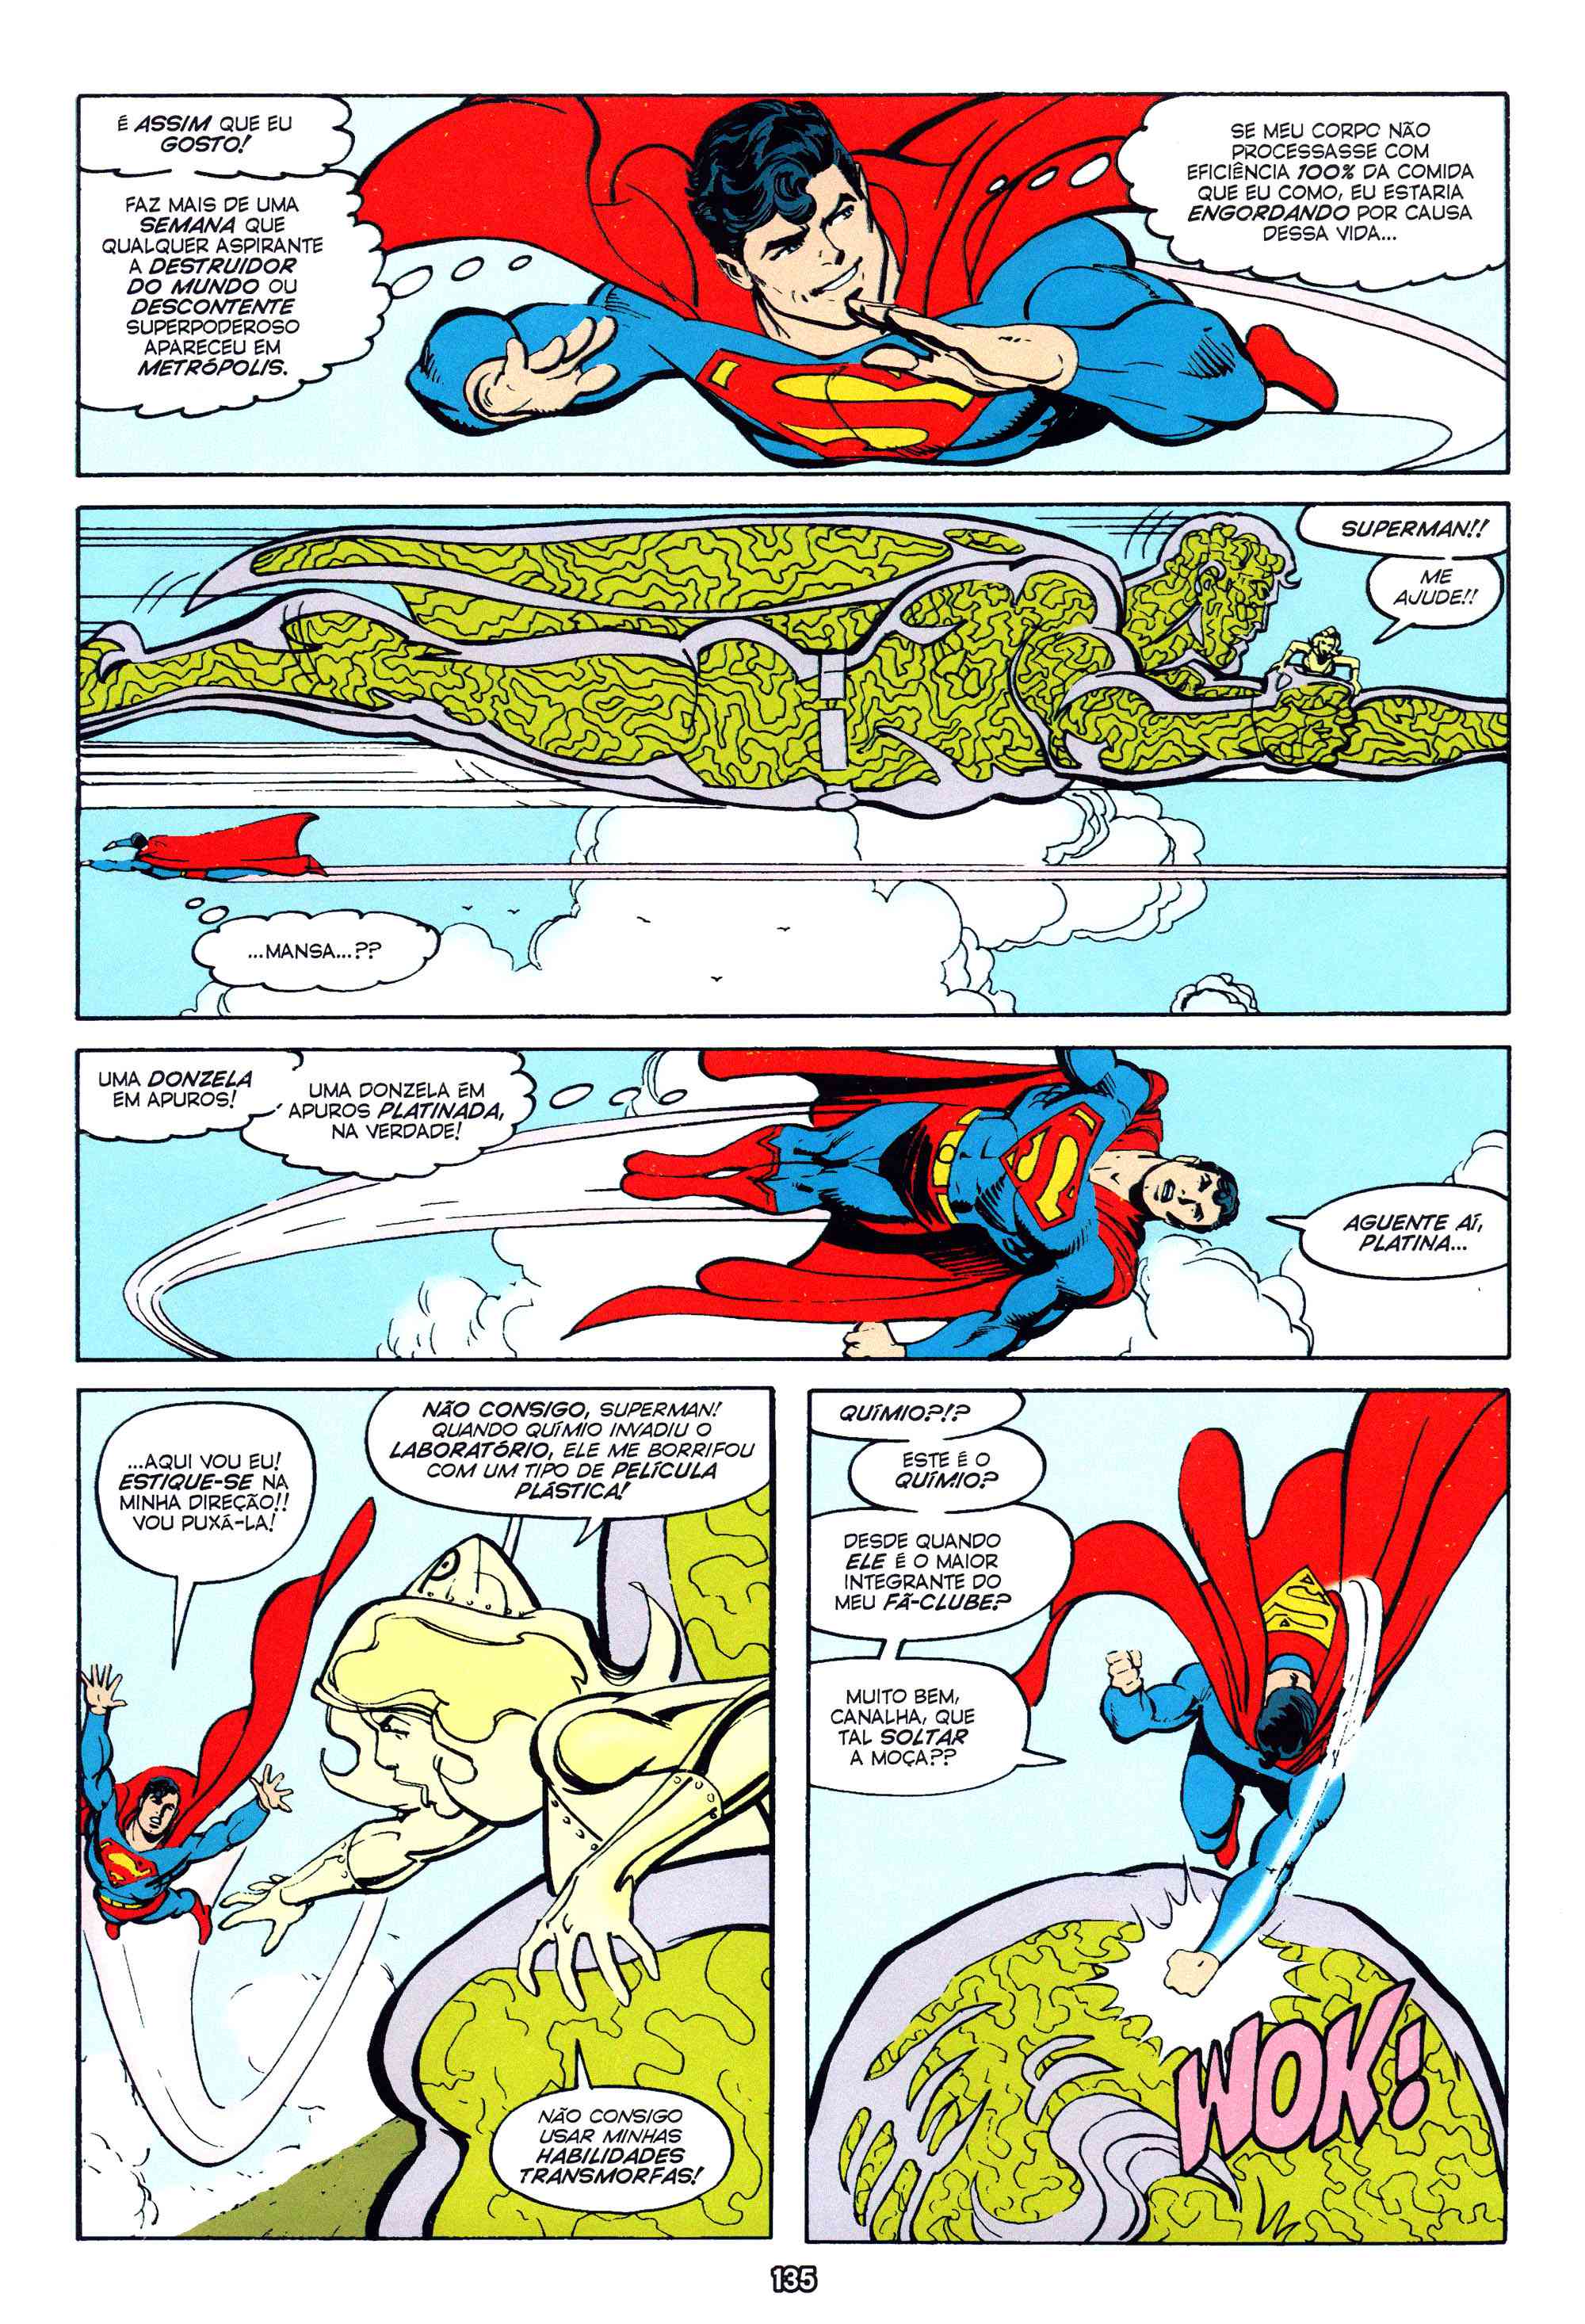 É ASSIM QUE EU
GOSTO!
FAZ MAIS DE UMA
SEMANA QUE
QUALQUER ASPIRANTE
A DESTRUIDOR
DO MUNDO OU
DESCONTENTE
SUPERPODEROSO
APARECEU EM
METRÓPOLIS.
SE MEU CORPO NÃO
PROCESSASSE COM
EFICIÊNCIA 100% DA COMIDA
QUE EU COMO, EU ESTARIA
ENGORDANDO POR CAUSA
DESSA VIDA...
SUPERMAN!!
ME
AJUDE!!
...MANSA...??
UMA DONZELA
EM APUROS!
UMA DONZELA EM
APUROS PLATINADA,
NA VERDADE!
AGUENTE AÍ,
PLATINA...
...AQUI VOU EU!
ESTIQUE-SE NA
MINHA DIREÇÃO!!
VOU PUXÁ-LA!
NÃO CONSIGO, SUPERMAN!
QUANDO QUÍMIO INVADIU O
LABORATÓRIO, ELE ME BORRIFOU
COM UM TIPO DE PELÍCULA
PLÁSTICA!
NÃO CONSIGO
USAR MINHAS
HABILIDADES
TRANSMORFAS!
QUÍMIO?!?
ESTE É O
QUÍMIO?
DESDE QUANDO
ELE É O MAIOR
INTEGRANTE DO
MEU FÃ-CLUBE?
MUITO BEM,
CANALHA, QUE
TAL SOLTAR
A MOÇA??
WOK!
135